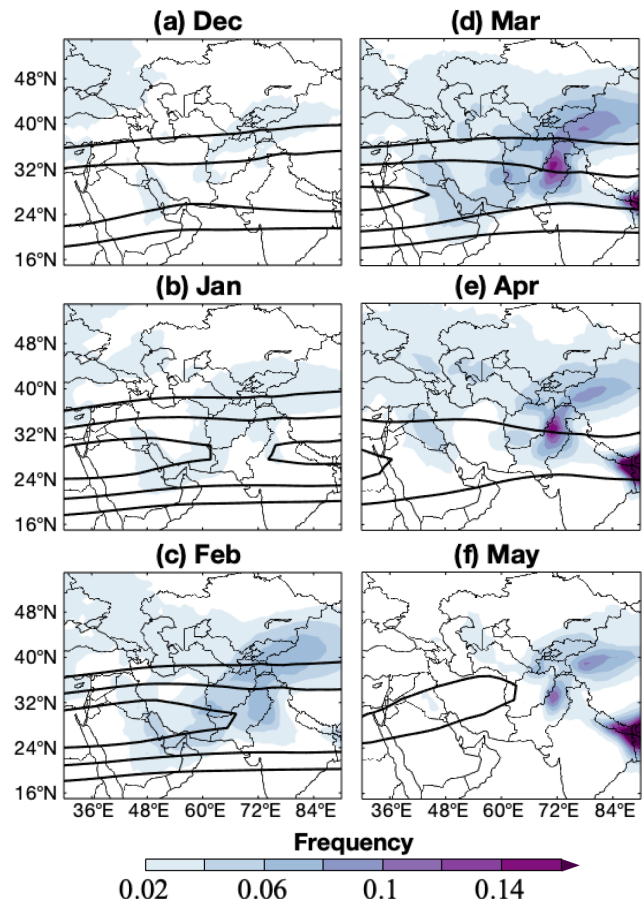 (a) Dec
(d) Mar
48°N
40°N
32°N
24°N
16°N
(b) Jan
(e) Apr
48°N
40°N
32°N
24°N
16°N
(c) Feb
(f) May
48°N
40°N
32°N
24°N
16°N
36°E 48°E 60°E 72°E 84°E
36°E 48°E 60°E 72°E 84°E
Frequency
0.02 0.06 0.1 0.14